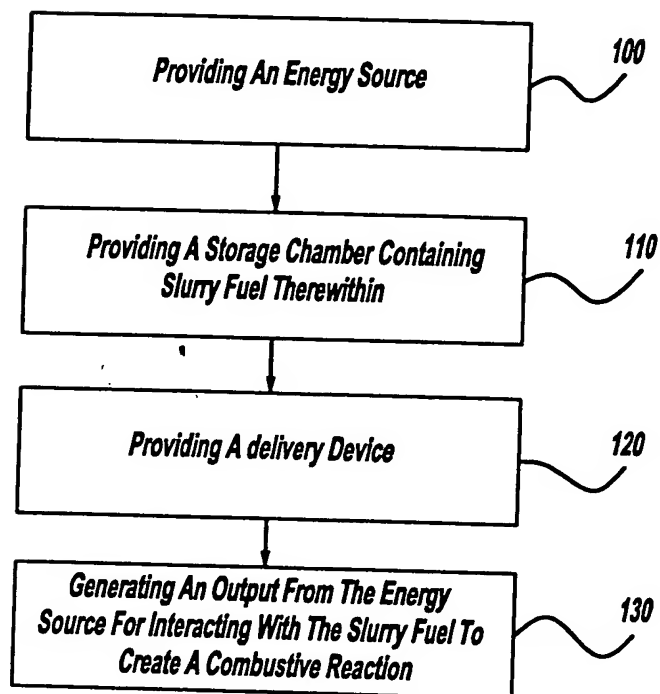 Providing An Energy Source
100
Providing A Storage Chamber Containing
Slurry Fuel Therewithin
110
Providing A delivery Device
120
Generating An Output From The Energy
Source For Interacting With The Slurry Fuel To
Create A Combustive Reaction
130